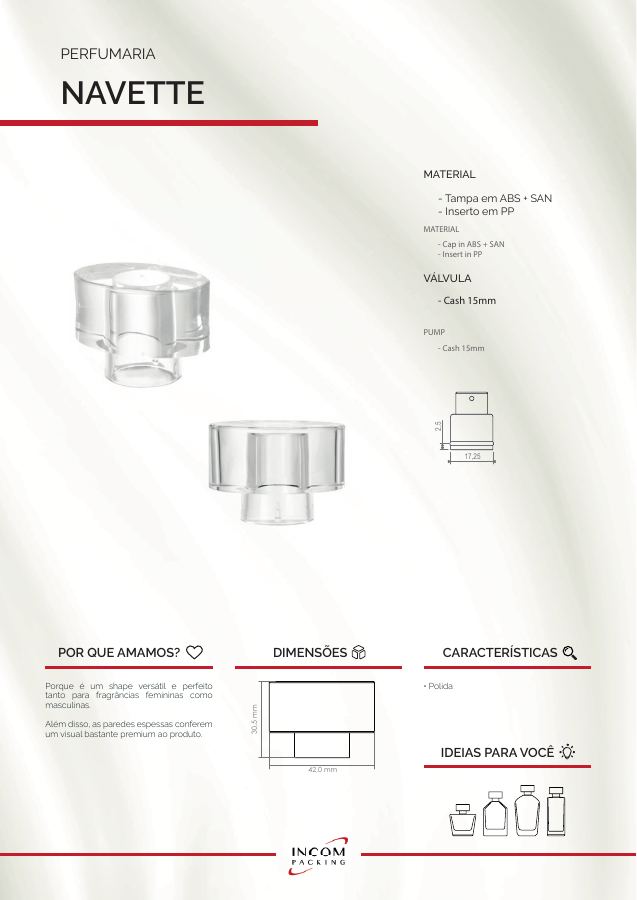 PERFUMARIA
NAVETTE
MATERIAL
- Tampa em ABS + SAN
- Inserto em PP
MATERIAL
- Cap in ABS + SAN
- Insert in PP
VÁLVULA
- Cash 15mm
PUMP
- Cash 15mm
2,5
17,25
POR QUE AMAMOS?
Porque é um shape versátil e perfeito
tanto para fragrâncias femininas como
masculinas.
Além disso, as paredes espessas conferem
um visual bastante premium ao produto.
DIMENSÕES
30,5 mm
42,0 mm
CARACTERÍSTICAS
• Polida
IDEIAS PARA VOCÊ
INCOM
PACKING